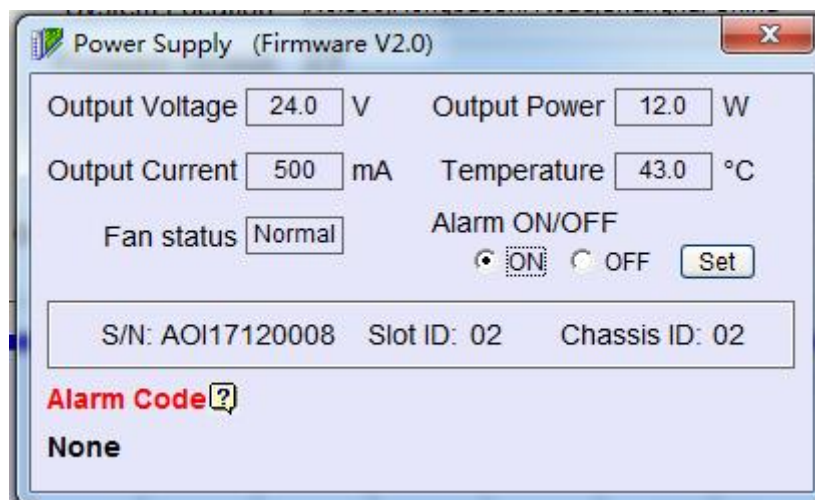 Power Supply (Firmware V2.0)
x
Output Voltage 24.0 V Output Power 12.0 W
Output Current 500 mA Temperature 43.0 °C
Fan status Normal Alarm ON/OFF
ON OFF Set
S/N: AOI17120008 Slot ID: 02 Chassis ID: 02
Alarm Code ?
None